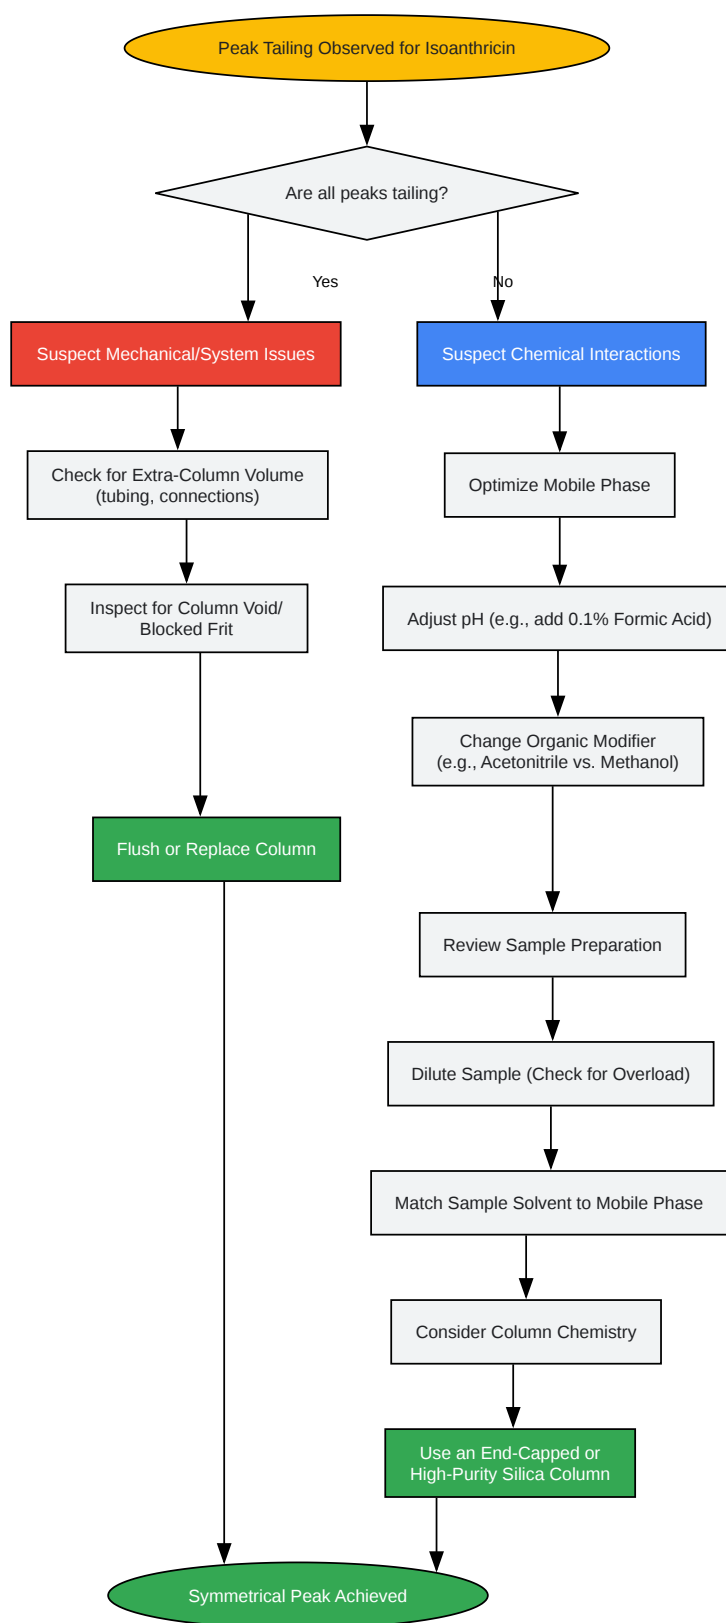 Peak Tailing Observed for Isoanthricin
Are all peaks tailing?
Yes
No
Suspect Mechanical/System Issues
Suspect Chemical Interactions
Check for Extra-Column Volume
(tubing, connections)
Optimize Mobile Phase
Inspect for Column Void/
Blocked Frit
Adjust pH (e.g., add 0.1% Formic Acid)
Change Organic Modifier
(e.g., Acetonitrile vs. Methanol)
Flush or Replace Column
Review Sample Preparation
Dilute Sample (Check for Overload)
Match Sample Solvent to Mobile Phase
Consider Column Chemistry
Use an End-Capped or
High-Purity Silica Column
Symmetrical Peak Achieved